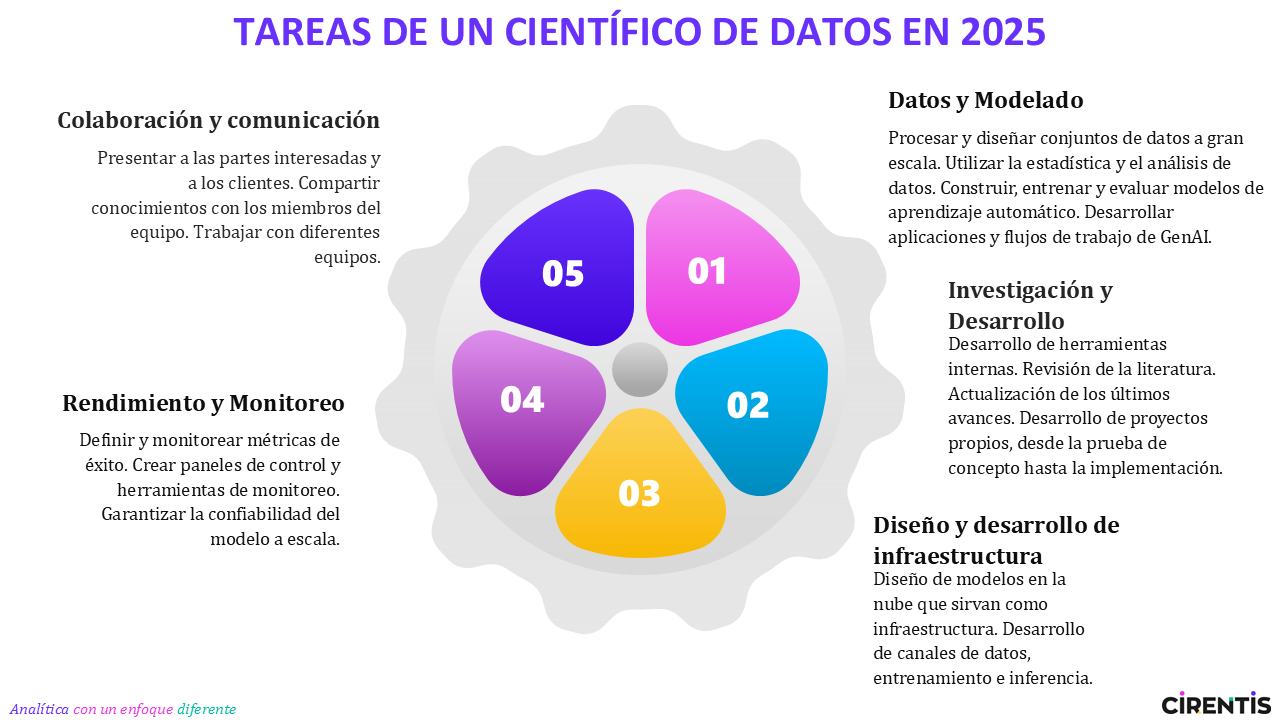 TAREAS DE UN CIENTÍFICO DE DATOS EN 2025
Colaboración y comunicación
Presentar a las partes interesadas y
a los clientes. Compartir
conocimientos con los miembros del
equipo. Trabajar con diferentes
equipos.
Rendimiento y Monitoreo
Definir y monitorear métricas de
éxito. Crear paneles de control y
herramientas de monitoreo.
Garantizar la confiabilidad del
modelo a escala.
05
01
04
02
03
Datos y Modelado
Procesar y diseñar conjuntos de datos a gran
escala. Utilizar la estadística y el análisis de
datos. Construir, entrenar y evaluar modelos de
aprendizaje automático. Desarrollar
aplicaciones y flujos de trabajo de GenAI.
Investigación y
Desarrollo
Desarrollo de herramientas
internas. Revisión de la literatura.
Actualización de los últimos
avances. Desarrollo de proyectos
propios, desde la prueba de
concepto hasta la implementación.
Diseño y desarrollo de
infraestructura
Diseño de modelos en la
nube que sirvan como
infraestructura. Desarrollo
de canales de datos,
entrenamiento e inferencia.
Analítica con un enfoque diferente
CIRENTIS